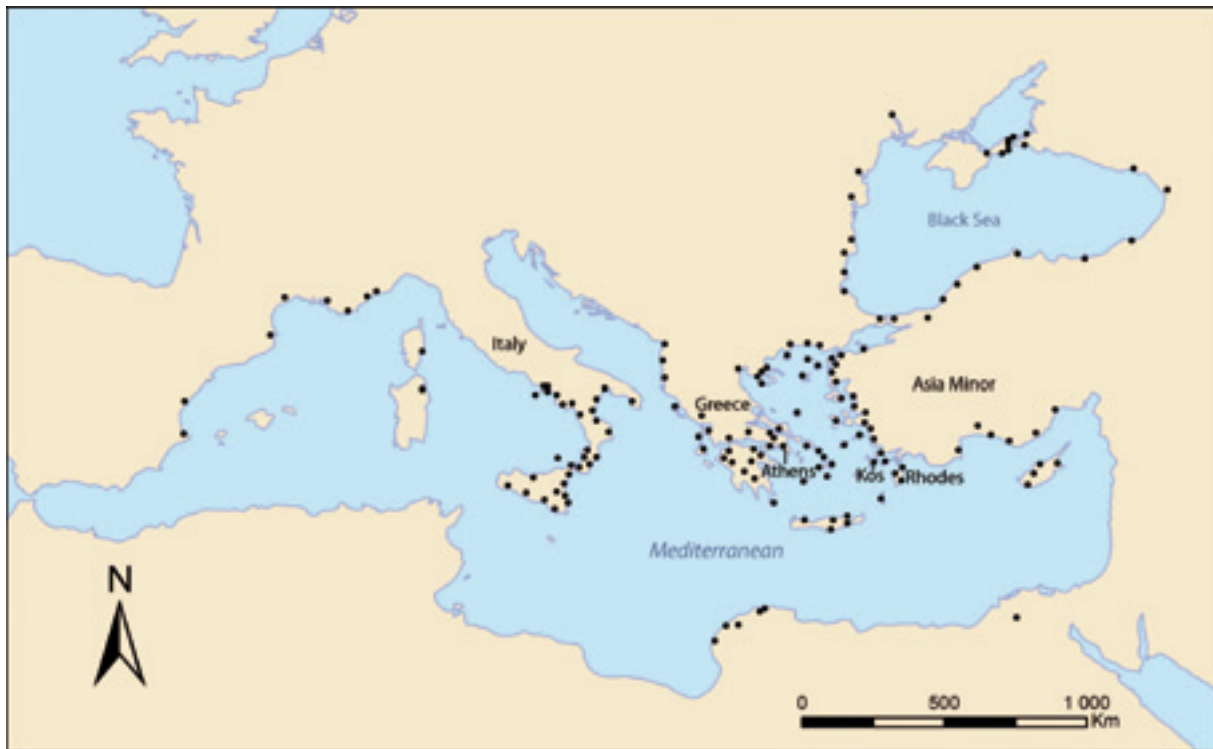 Black Sea
Italy
Asia Minor
Greece
Athens
Kos
Rhodes
Mediterranean
N
0 500 1 000
Km